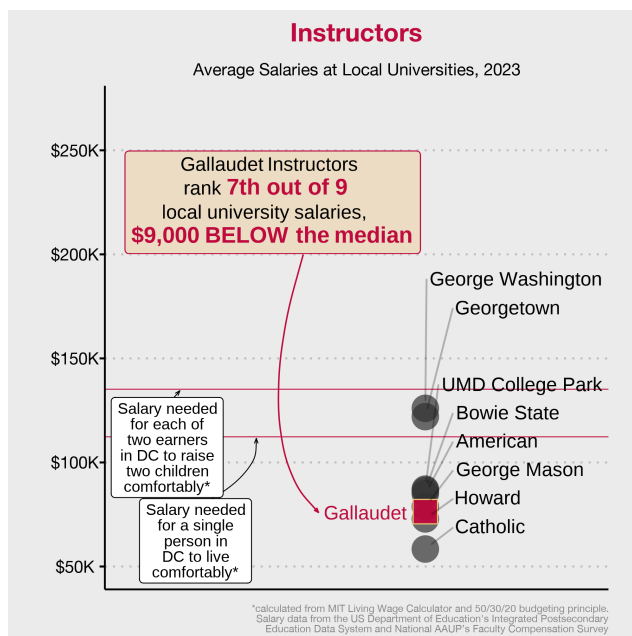 Instructors
Average Salaries at Local Universities, 2023
$250K
Gallaudet Instructors
rank 7th out of 9
local university salaries,
$9,000 BELOW the median
$200K
George Washington
Georgetown
$150K
UMD College Park
Bowie State
American
George Mason
Howard
Catholic
Gallaudet
Salary needed
for each of
two earners
in DC to raise
two children
comfortably*
$100K
Salary needed
for a single
person in
DC to live
comfortably*
$50K
*calculated from MIT Living Wage Calculator and 50/30/20 budgeting principle.
Salary data from the US Department of Education's Integrated Postsecondary
Education Data System and National AAUP's Faculty Compensation Survey